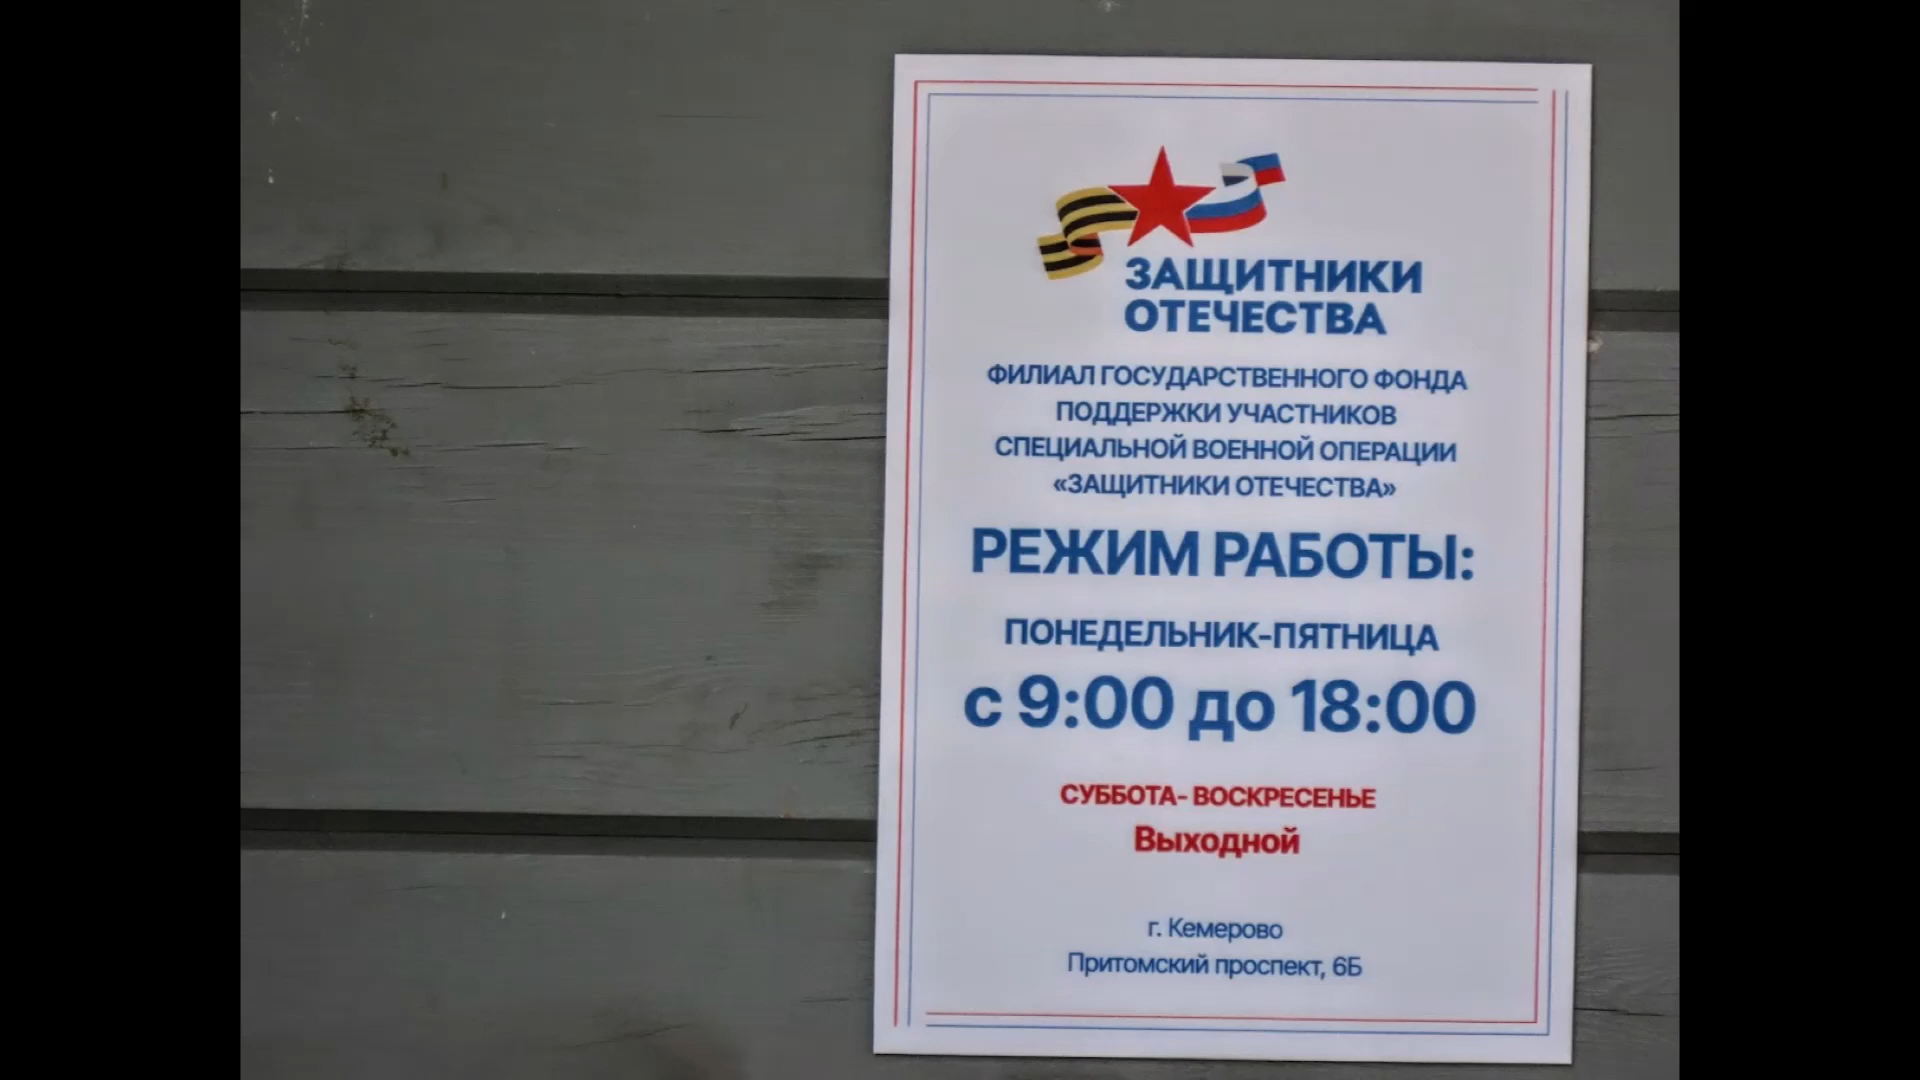 ЗАЩИТНИКИ
ОТЕЧЕСТВА
ФИЛИАЛ ГОСУДАРСТВЕННОГО ФОНДА
ПОДДЕРЖКИ УЧАСТНИКОВ
СПЕЦИАЛЬНОЙ ВОЕННОЙ ОПЕРАЦИИ
«ЗАЩИТНИКИ ОТЕЧЕСТВА»
РЕЖИМ РАБОТЫ:
ПОНЕДЕЛЬНИК-ПЯТНИЦА
с 9:00 до 18:00
СУББОТА- ВОСКРЕСЕНЬЕ
Выходной
г. Кемерово
Притомский проспект, 6Б